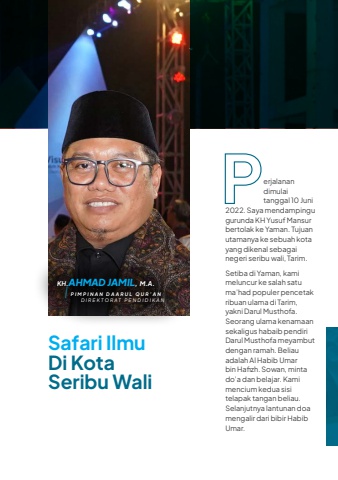 KH. AHMAD JAMIL, M.A.
PIMPINAN DAARUL QUR'AN
DIREKTORAT PENDIDIKAN
Safari Ilmu
Di Kota
Seribu Wali
Perjalanan
dimulai
tanggal 10 Juni
2022. Saya mendampingu
gurunda KH Yusuf Mansur
bertolak ke Yaman. Tujuan
utamanya ke sebuah kota
yang dikenal sebagai
negeri seribu wali, Tarim.
Setiba di Yaman, kami
meluncur ke salah satu
ma'had populer pencetak
ribuan ulama di Tarim,
yakni Darul Musthofa.
Seorang ulama kenamaan
sekaligus habaib pendiri
Darul Musthofa meyambut
dengan ramah. Beliau
adalah Al Habib Umar
bin Hafizh. Sowan, minta
do'a dan belajar. Kami
mencium kedua sisi
telapak tangan beliau.
Selanjutnya lantunan doa
mengalir dari bibir Habib
Umar.